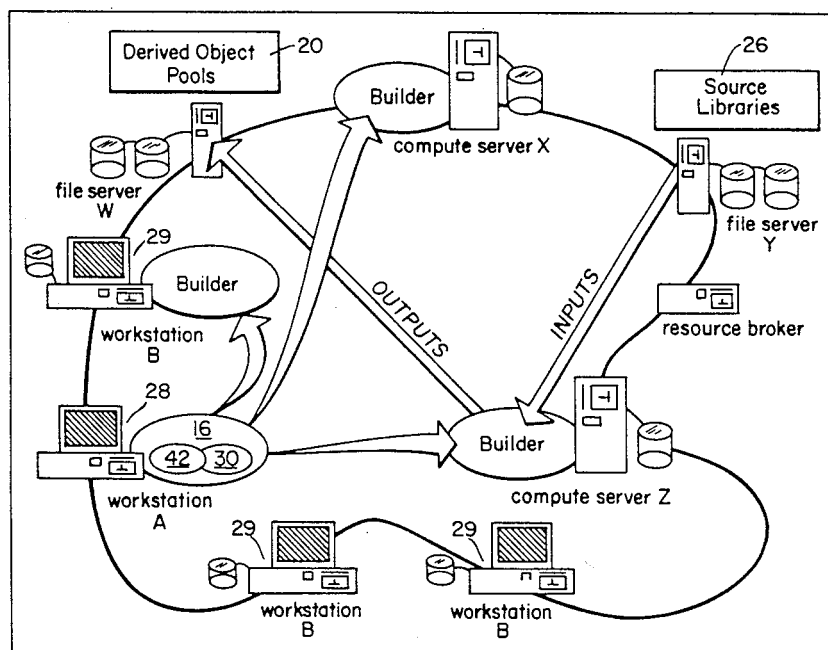 Derived Object
Pools
20
26
Source
Libraries
Builder
compute server X
file server
W
file server
Y
29
Builder
workstation
B
OUTPUTS
INPUTS
resource broker
28
16
42
30
workstation
A
Builder
compute server Z
29
workstation
B
29
workstation
B